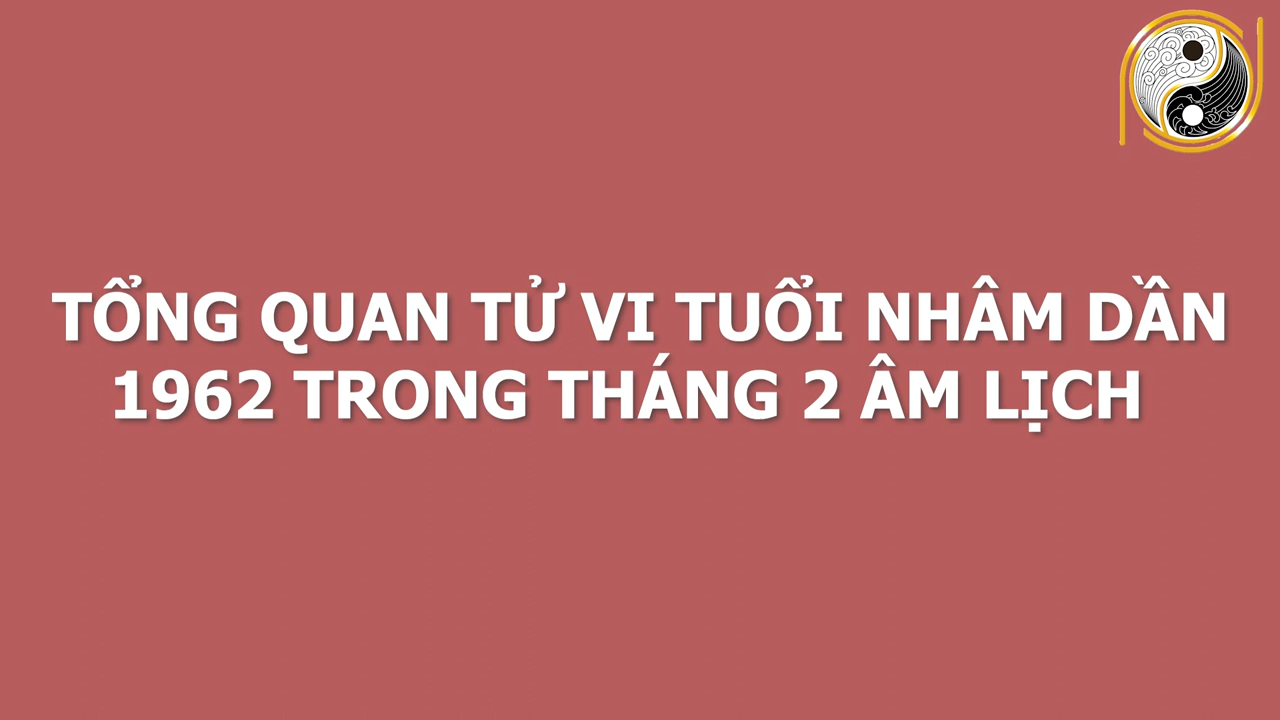 TỔNG QUAN TỬ VI TUỔI NHÂM DẦN
1962 TRONG THÁNG 2 ÂM LỊCH